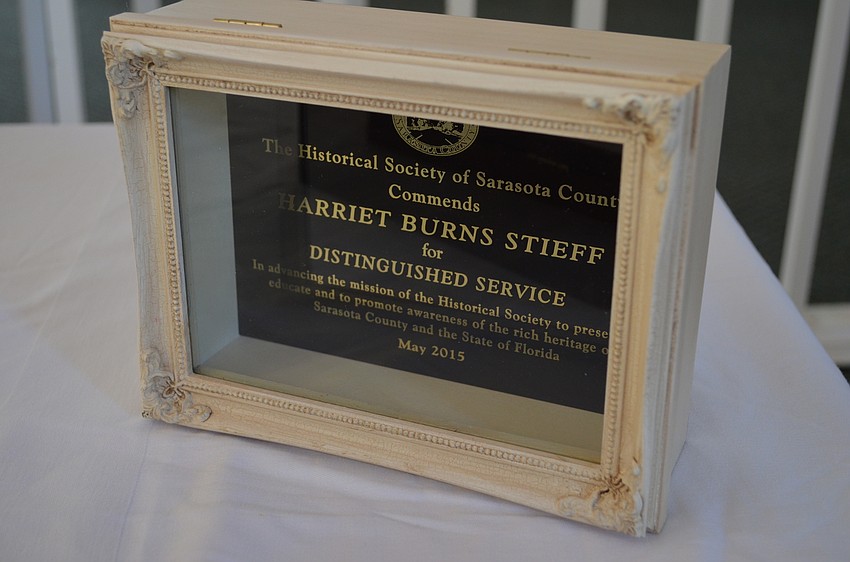 The Historical Society of Sarasota County
Commends
HARRIET BURNS STIEFF
for
DISTINGUISHED SERVICE
In advancing the mission of the Historical Society to prese
educate and to promote awareness of the rich heritage o
Sarasota County and the State of Florida
May 2015